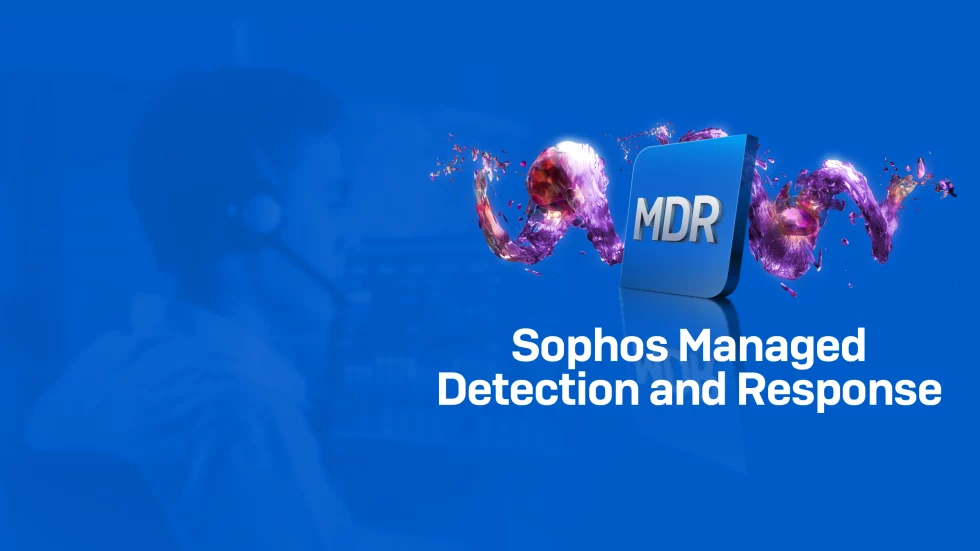 MDR
Sophos Managed
Detection and Response